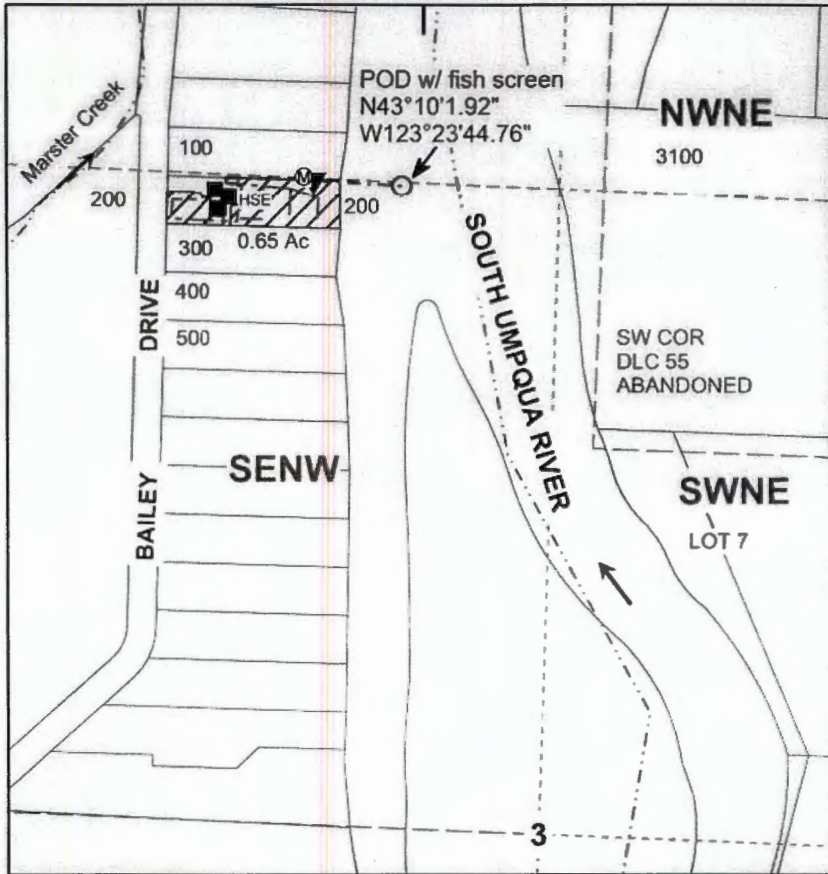 POD w/ fish screen
N43°10'1.92"
W123°23'44.76"
NWNE
3100
Marster Creek
100
200
M
HSE
200
0.65 Ac
300
400
500
DRIVE
BAILEY
SENW
SOUTH UMPQUA RIVER
SW COR
DLC 55
ABANDONED
SWNE
LOT 7
3